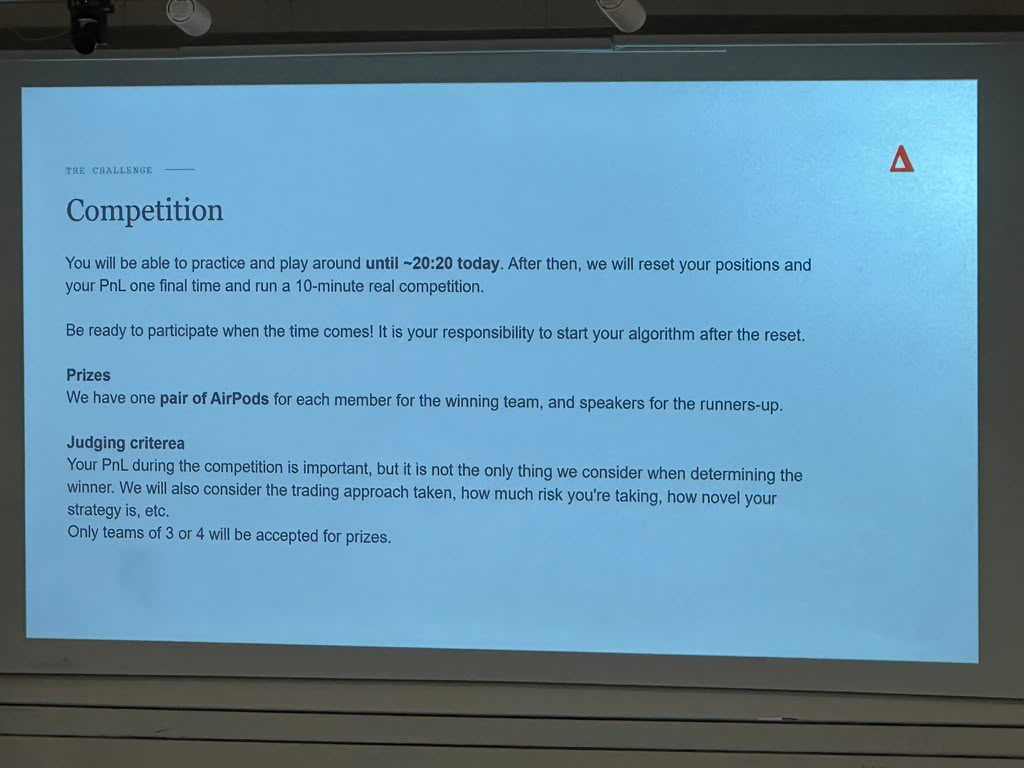 THE CHALLENGE
Competition
You will be able to practice and play around until ~20:20 today. After then, we will reset your positions and
your PnL one final time and run a 10-minute real competition.
Be ready to participate when the time comes! It is your responsibility to start your algorithm after the reset.
Prizes
We have one pair of AirPods for each member for the winning team, and speakers for the runners-up.
Judging criterea
Your PnL during the competition is important, but it is not the only thing we consider when determining the
winner. We will also consider the trading approach taken, how much risk you're taking, how novel your
strategy is, etc.
Only teams of 3 or 4 will be accepted for prizes.